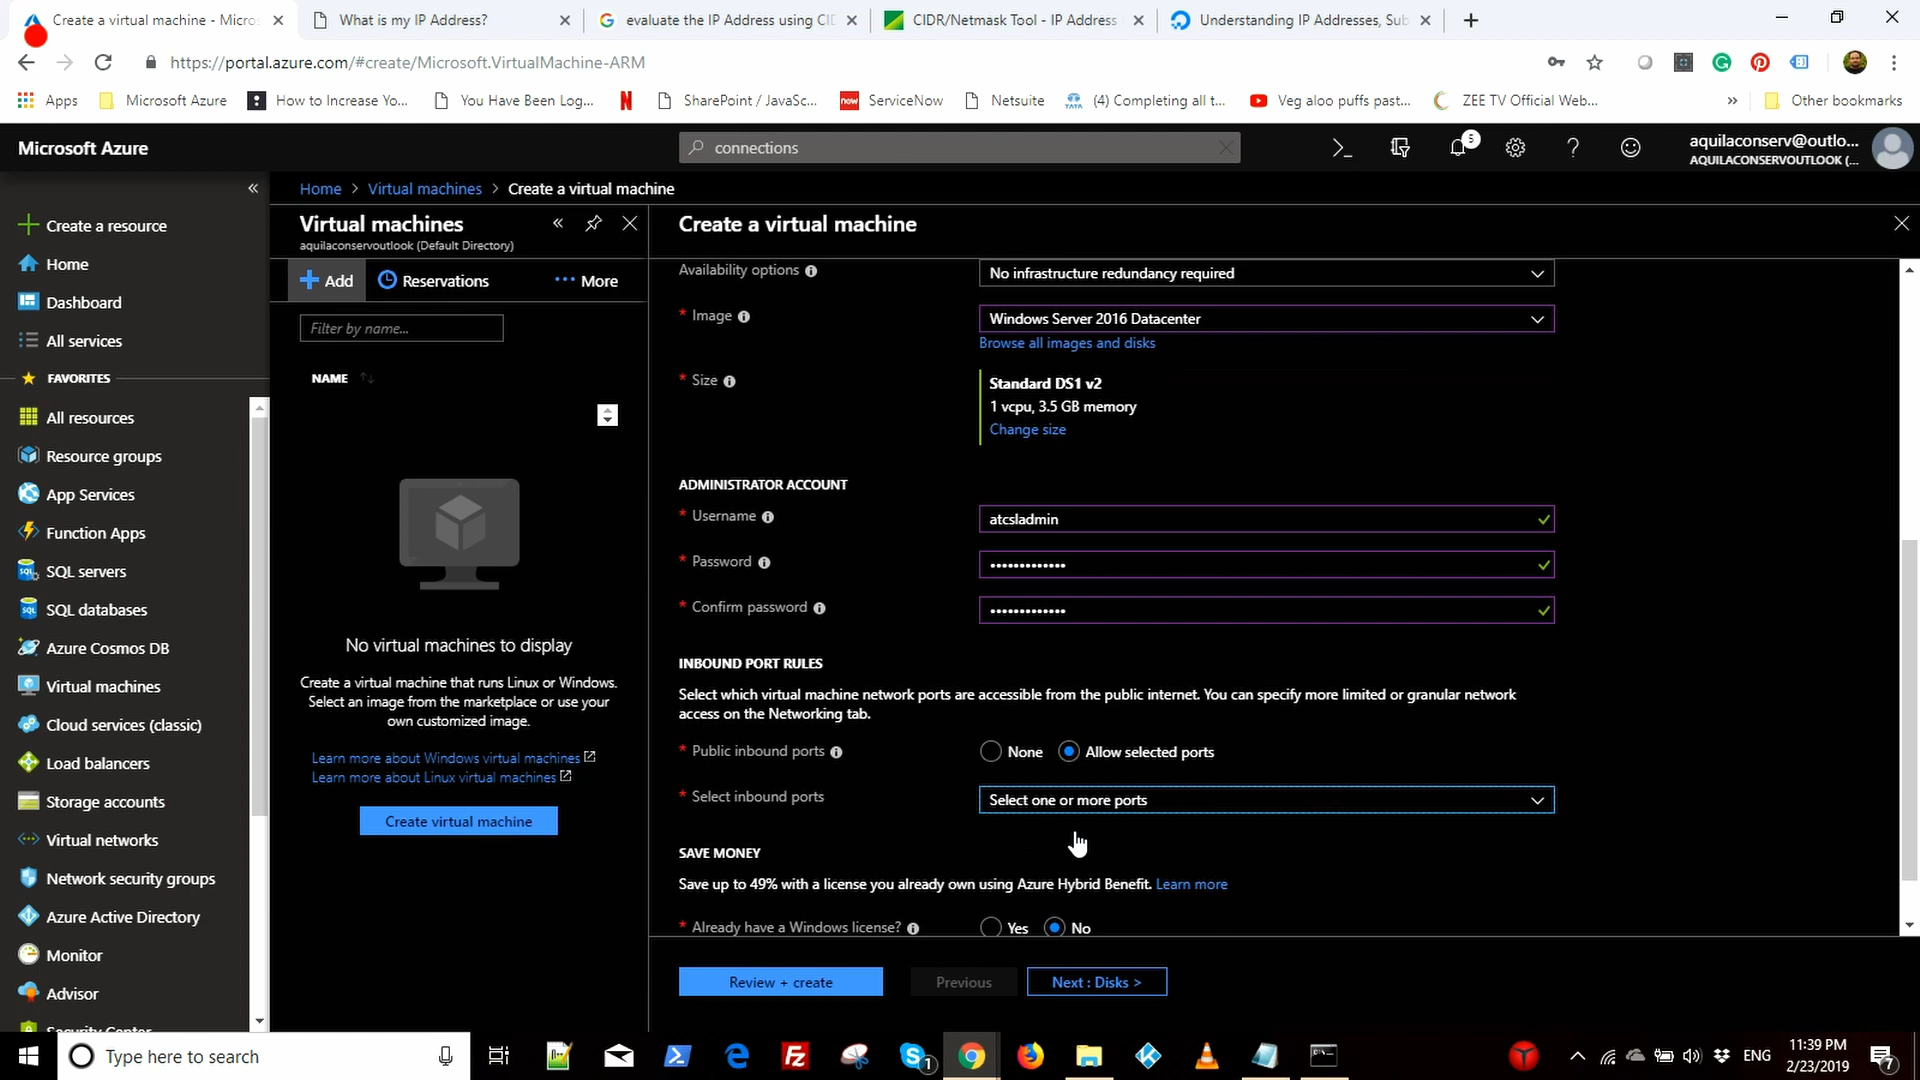 Create a virtual machine - Micros
What is my IP Address?
evaluate the IP Address using CID
CIDR/Netmask Tool - IP Address
Understanding IP Addresses, Sub
https://portal.azure.com/#create/Microsoft.VirtualMachine-ARM
Apps
Microsoft Azure
How to Increase Yo...
You Have Been Log...
SharePoint / JavaSc...
ServiceNow
Netsuite
(4) Completing all t...
Veg aloo puffs past...
ZEE TV Official Web...
»
Other bookmarks
Microsoft Azure
connections
5
aquilaconserv@outlo...
AQUILACONSERVOUTLOOK (...
Create a resource
Home
Dashboard
All services
FAVORITES
All resources
Resource groups
App Services
Function Apps
SQL servers
SQL databases
Azure Cosmos DB
Virtual machines
Cloud services (classic)
Load balancers
Storage accounts
Virtual networks
Network security groups
Azure Active Directory
Monitor
Advisor
Security Center
Home > Virtual machines > Create a virtual machine
Virtual machines
aquilaconservoutlook (Default Directory)
Add
Reservations
More
Filter by name...
NAME
No virtual machines to display
Create a virtual machine that runs Linux or Windows.
Select an image from the marketplace or use your
own customized image.
Learn more about Windows virtual machines
Learn more about Linux virtual machines
Create virtual machine
Create a virtual machine
Availability options
No infrastructure redundancy required
* Image
Windows Server 2016 Datacenter
Browse all images and disks
* Size
Standard DS1 v2
1 vcpu, 3.5 GB memory
Change size
ADMINISTRATOR ACCOUNT
* Username
atcsladmin
* Password
•••••••••••••
* Confirm password
•••••••••••••
INBOUND PORT RULES
Select which virtual machine network ports are accessible from the public internet. You can specify more limited or granular network
access on the Networking tab.
* Public inbound ports
None
Allow selected ports
* Select inbound ports
Select one or more ports
SAVE MONEY
Save up to 49% with a license you already own using Azure Hybrid Benefit. Learn more
* Already have a Windows license?
Yes
No
Review + create
Previous
Next : Disks >
Type here to search
1
ENG
11:39 PM
2/23/2019
7